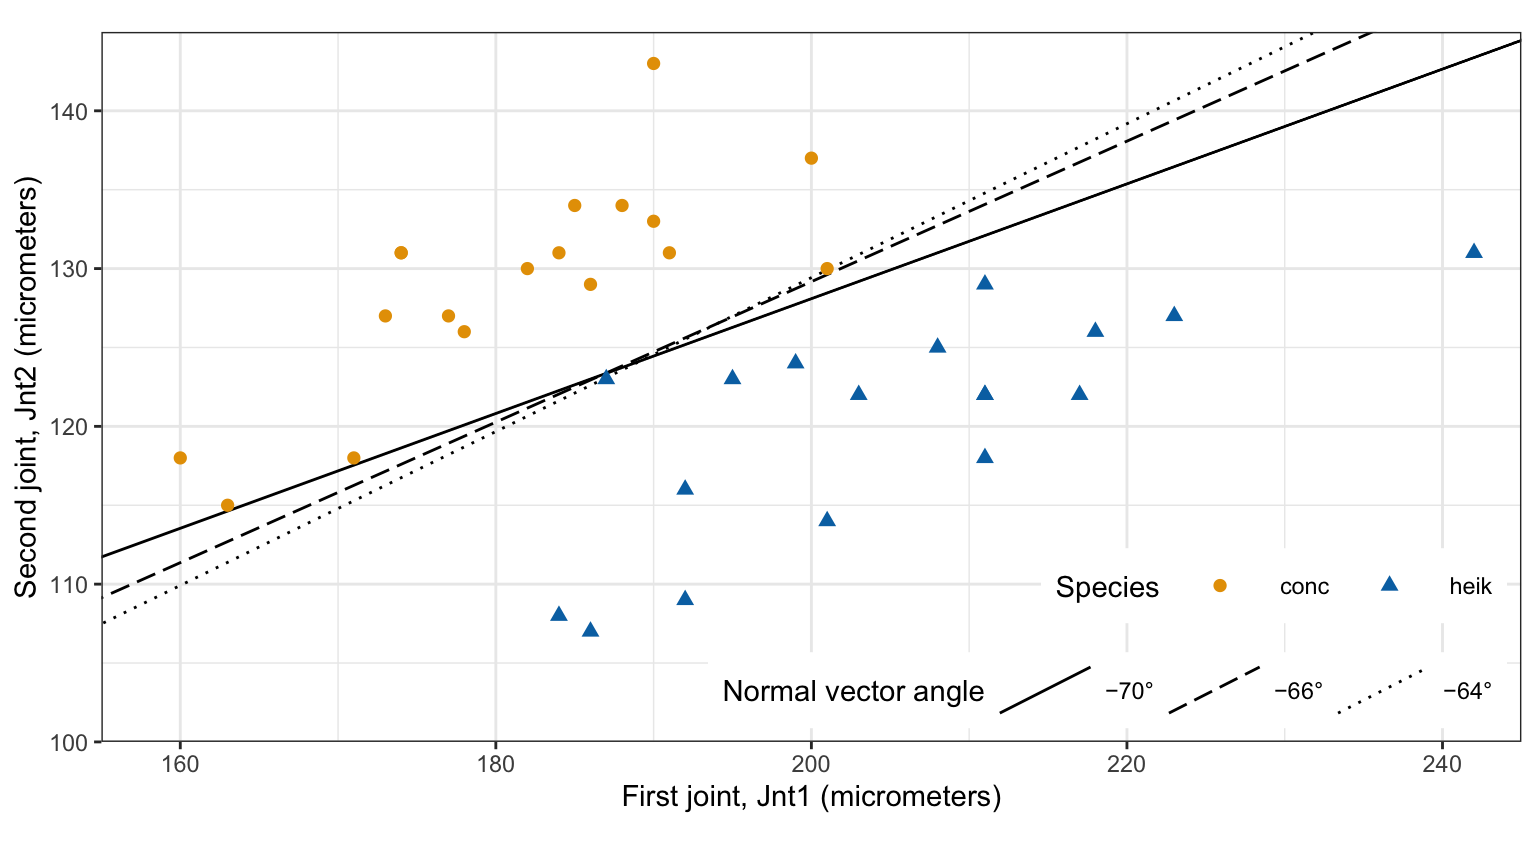 140
130
120
110
100
Second joint, Jnt2 (micrometers)
Species conc heik
Normal vector angle −70° −66° −64°
160 180 200 220 240
First joint, Jnt1 (micrometers)